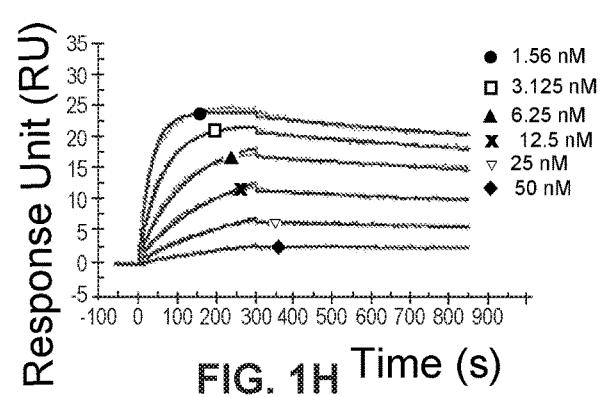 Response Unit (RU)
35
30
25
20
15
10
5
0
-5
-100 0 100 200 300 400 500 600 700 800 900
1.56 nM
3.125 nM
6.25 nM
12.5 nM
25 nM
50 nM
FIG. 1H Time (s)